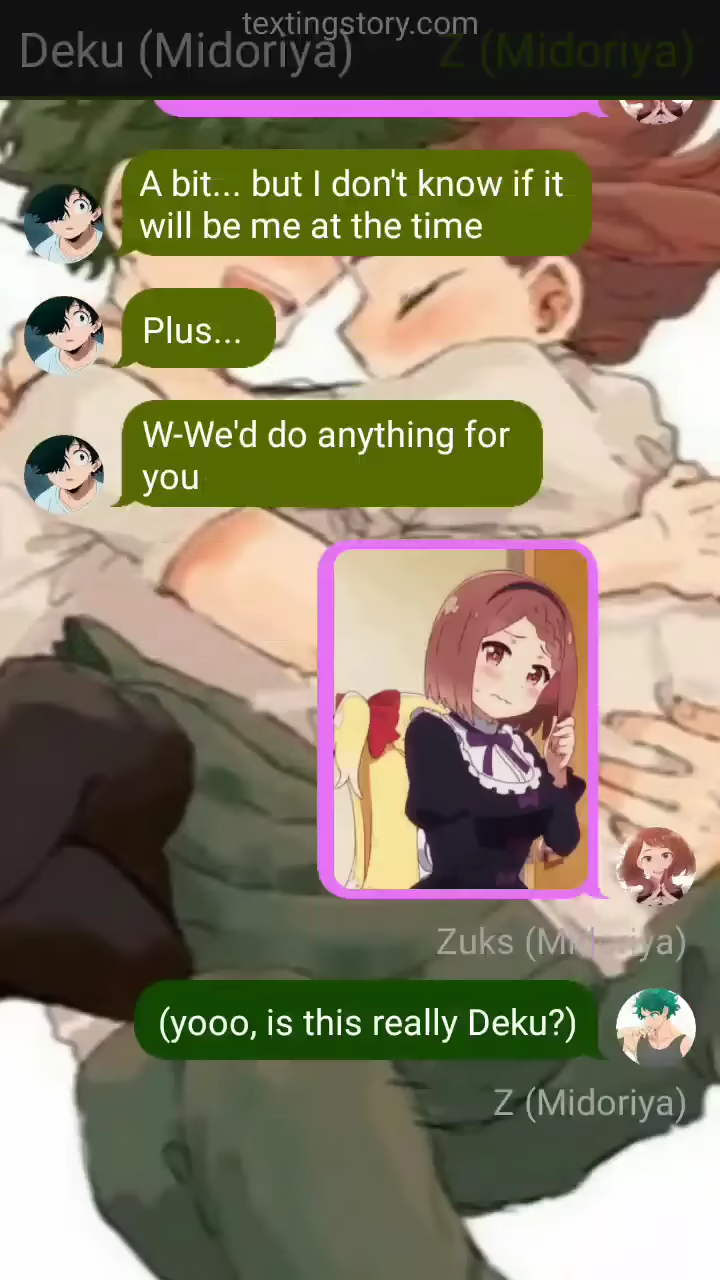 textingstory.com
Deku (Midoriya)
Z (Midoriya)
A bit... but I don't know if it
will be me at the time
Plus...
W-We'd do anything for
you
Zuks
(yooo, is this really Deku?)
Z (Midoriya)